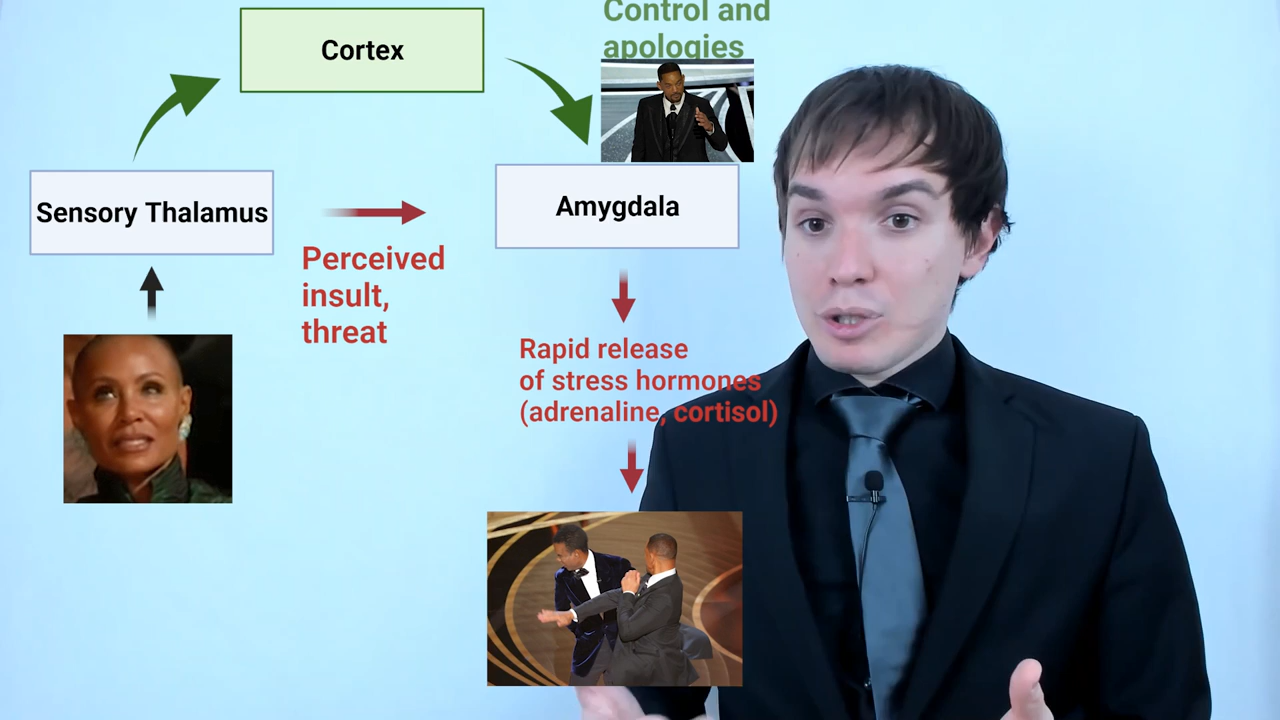 Control and
apologies
Cortex
Sensory Thalamus
Amygdala
Perceived
insult,
threat
Rapid release
of stress hormones
(adrenaline, cortisol)